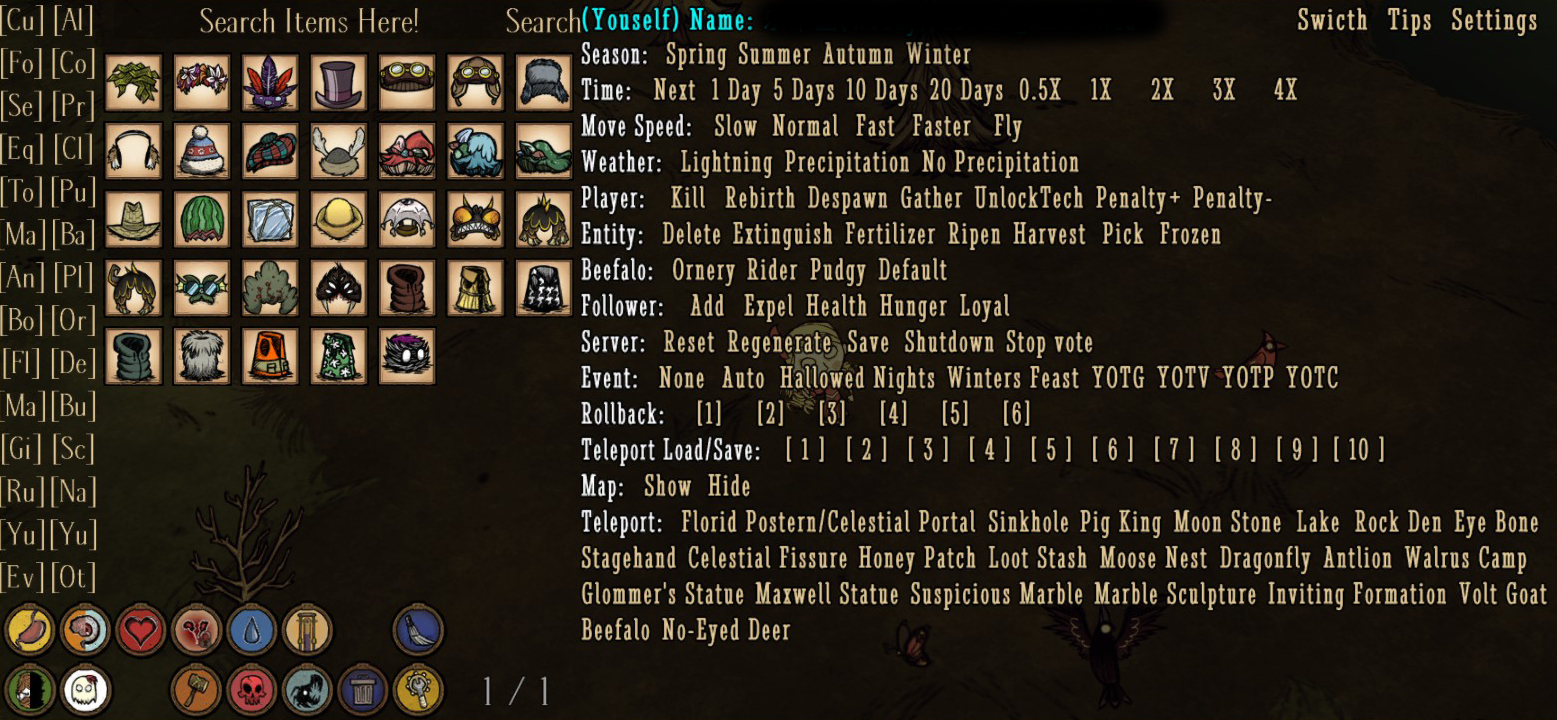 [Cu] [Al]
[Fo] [Co]
[Se] [Pr]
[Eq] [Cl]
[To] [Pu]
[Ma] [Ba]
[An] [Pl]
[Bo] [Or]
[Fl] [De]
[Ma] [Bu]
[Gi] [Sc]
[Ru] [Na]
[Yu] [Yu]
[Ev] [Ot]
Search Items Here! Search
1 / 1
(Youself) Name:
Swicth Tips Settings
Season: Spring Summer Autumn Winter
Time: Next 1 Day 5 Days 10 Days 20 Days 0.5X 1X 2X 3X 4X
Move Speed: Slow Normal Fast Faster Fly
Weather: Lightning Precipitation No Precipitation
Player: Kill Rebirth Despawn Gather UnlockTech Penalty+ Penalty-
Entity: Delete Extinguish Fertilizer Ripen Harvest Pick Frozen
Beefalo: Ornery Rider Pudgy Default
Follower: Add Expel Health Hunger Loyal
Server: Reset Regenerate Save Shutdown Stop vote
Event: None Auto Hallowed Nights Winters Feast YOTG YOTV YOTP YOTC
Rollback: [1] [2] [3] [4] [5] [6]
Teleport Load/Save: [ 1 ] [ 2 ] [ 3 ] [ 4 ] [ 5 ] [ 6 ] [ 7 ] [ 8 ] [ 9 ] [ 10 ]
Map: Show Hide
Teleport: Florid Postern/Celestial Portal Sinkhole Pig King Moon Stone Lake Rock Den Eye Bone
Stagehand Celestial Fissure Honey Patch Loot Stash Moose Nest Dragonfly Antlion Walrus Camp
Glommer's Statue Maxwell Statue Suspicious Marble Marble Sculpture Inviting Formation Volt Goat
Beefalo No-Eyed Deer